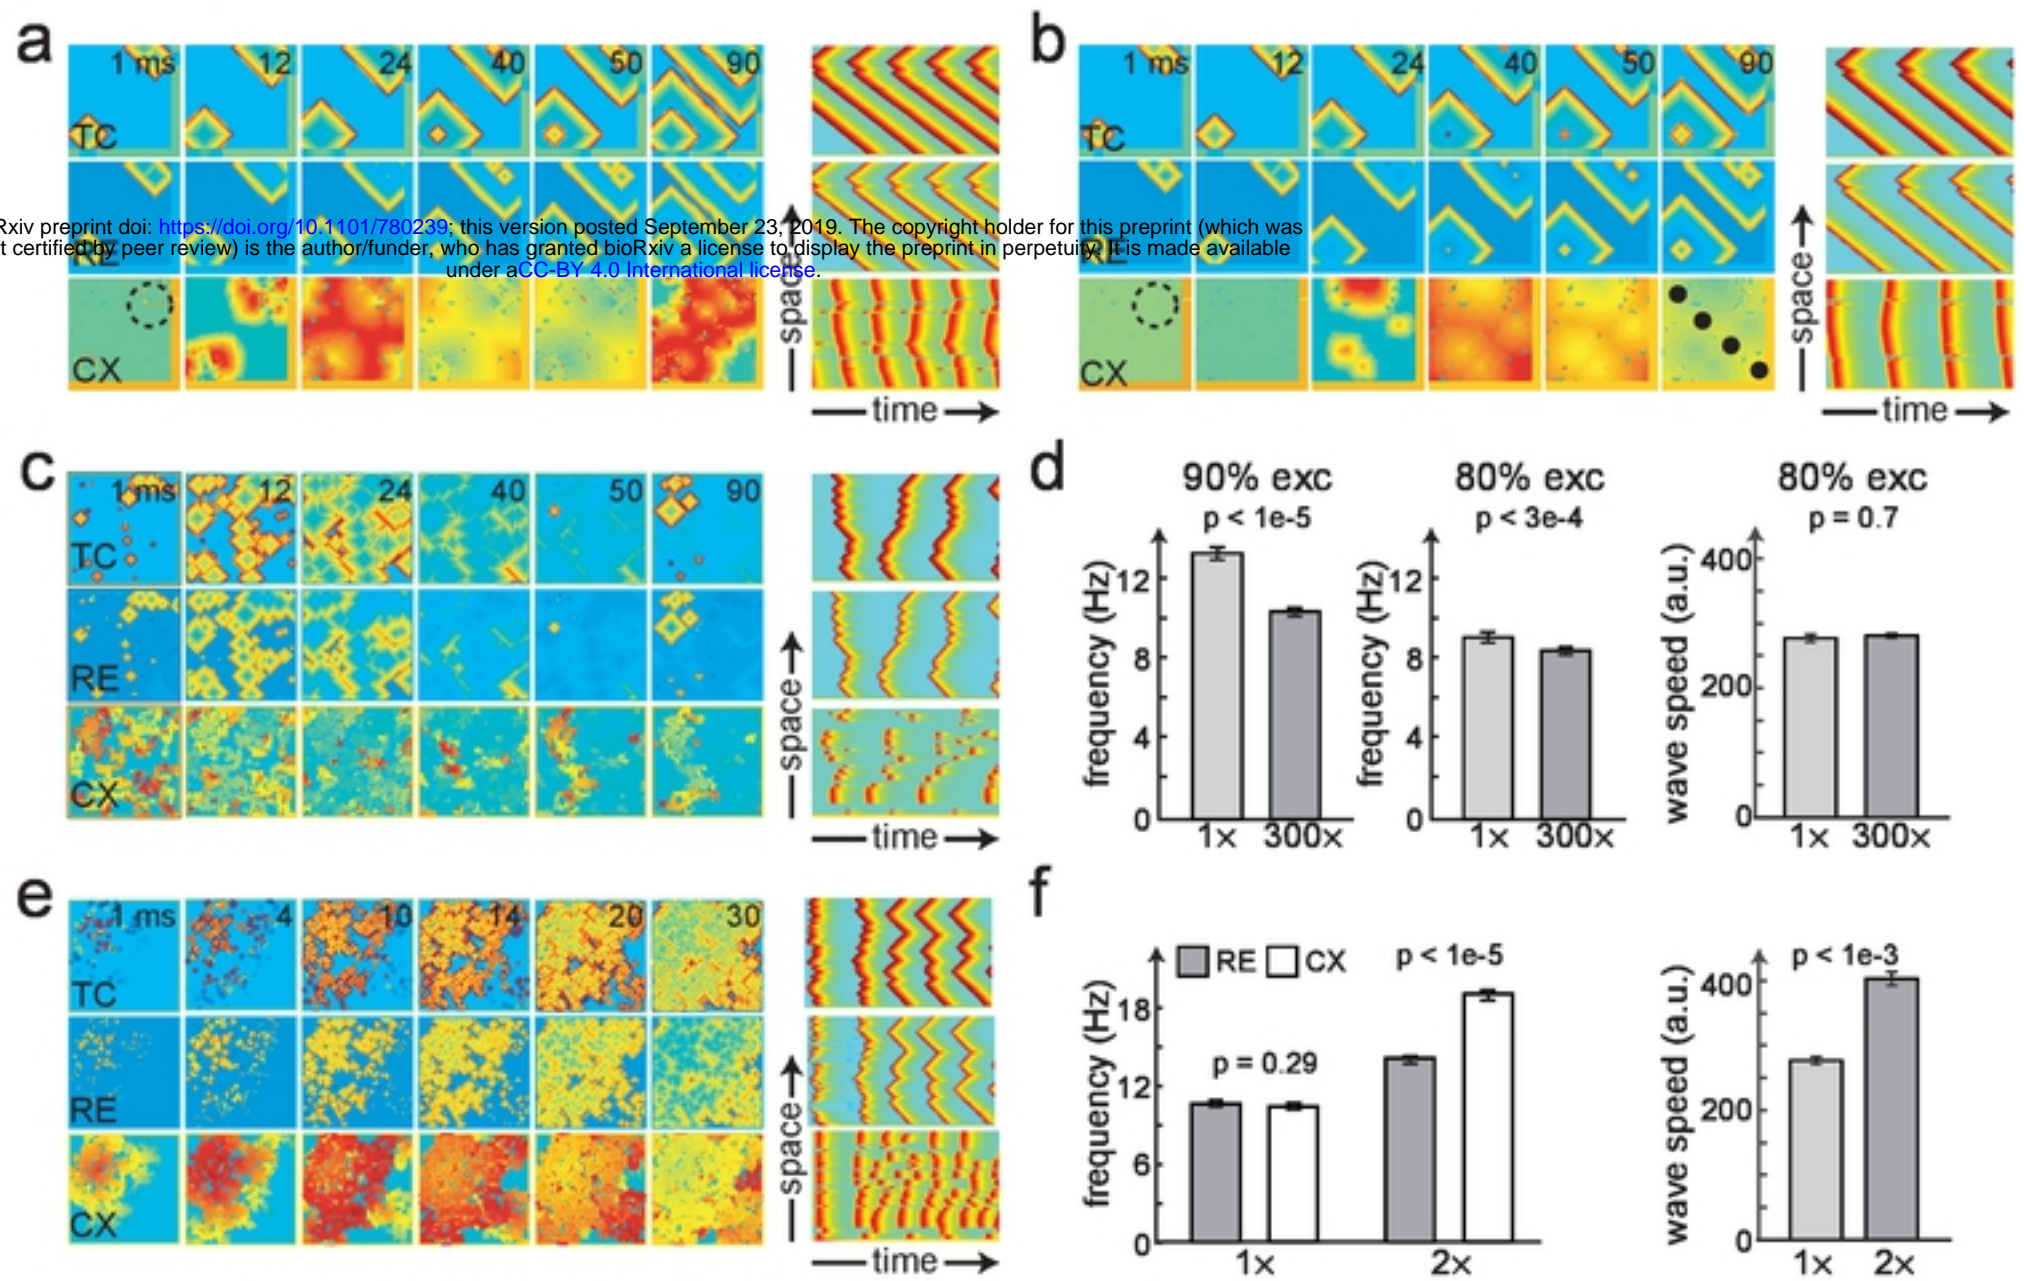 a
1 ms 12 24 40 50 90
TC
RE
CX
space
time
b
1 ms 12 24 40 50 90
TC
RE
CX
space
time
Rxiv preprint doi: https://doi.org/10.1101/780239; this version posted September 23, 2019. The copyright holder for this preprint (which was
t certified by peer review) is the author/funder, who has granted bioRxiv a license to display the preprint in perpetuity. It is made available
under aCC-BY 4.0 International license.
c
1 ms 12 24 40 50 90
TC
RE
CX
space
time
d
90% exc
p < 1e-5
frequency (Hz)
12
8
4
0
1× 300×
80% exc
p < 3e-4
frequency (Hz)
12
8
4
0
1× 300×
80% exc
p = 0.7
wave speed (a.u.)
400
200
0
1× 300×
e
1 ms 4 10 14 20 30
TC
RE
CX
space
time
f
RE CX
p < 1e-5
p = 0.29
frequency (Hz)
18
12
6
0
1× 2×
p < 1e-3
wave speed (a.u.)
400
200
0
1× 2×